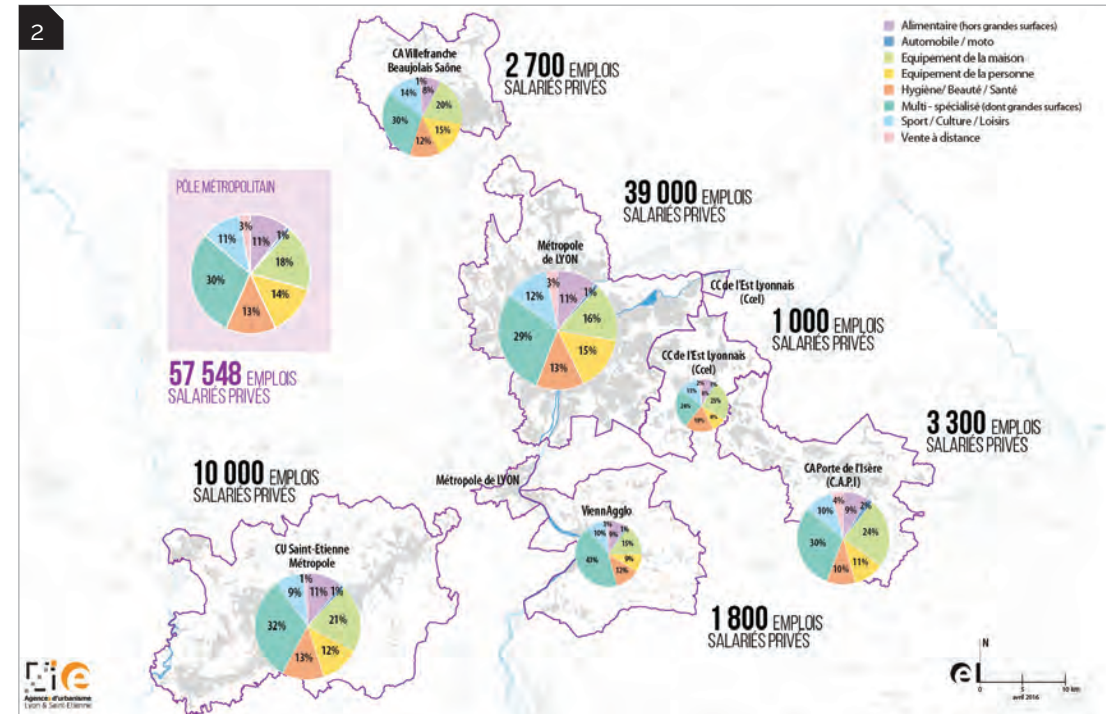 2
CA Villefranche
Beaujolais Saône
1%
8%
14%
20%
30%
15%
12%
2 700 EMPLOIS
SALARIÉS PRIVÉS
Alimentaire (hors grandes surfaces)
Automobile / moto
Equipement de la maison
Equipement de la personne
Hygiène/ Beauté / Santé
Multi - spécialisé (dont grandes surfaces)
Sport / Culture / Loisirs
Vente à distance
PÔLE MÉTROPOLITAIN
3%
11%
11%
1%
18%
30%
14%
13%
57 548 EMPLOIS
SALARIÉS PRIVÉS
39 000 EMPLOIS
SALARIÉS PRIVÉS
Métropole
de LYON
3%
12%
11%
1%
16%
29%
15%
13%
CC de l'Est Lyonnais
(Ccel)
1 000 EMPLOIS
SALARIÉS PRIVÉS
CC de l'Est Lyonnais
(Ccel)
3 300 EMPLOIS
SALARIÉS PRIVÉS
CA Porte de l'Isère
(C.A.P.I)
4%
10%
9%
2%
24%
30%
11%
10%
10 000 EMPLOIS
SALARIÉS PRIVÉS
Métropole de LYON
ViennAgglo
10%
1%
15%
43%
9%
12%
CU Saint-Etienne
Métropole
1%
9%
11%
1%
21%
32%
12%
13%
1 800 EMPLOIS
SALARIÉS PRIVÉS
Agences d'urbanisme
Lyon & Saint-Etienne
N
0 5 10 km
avril 2016